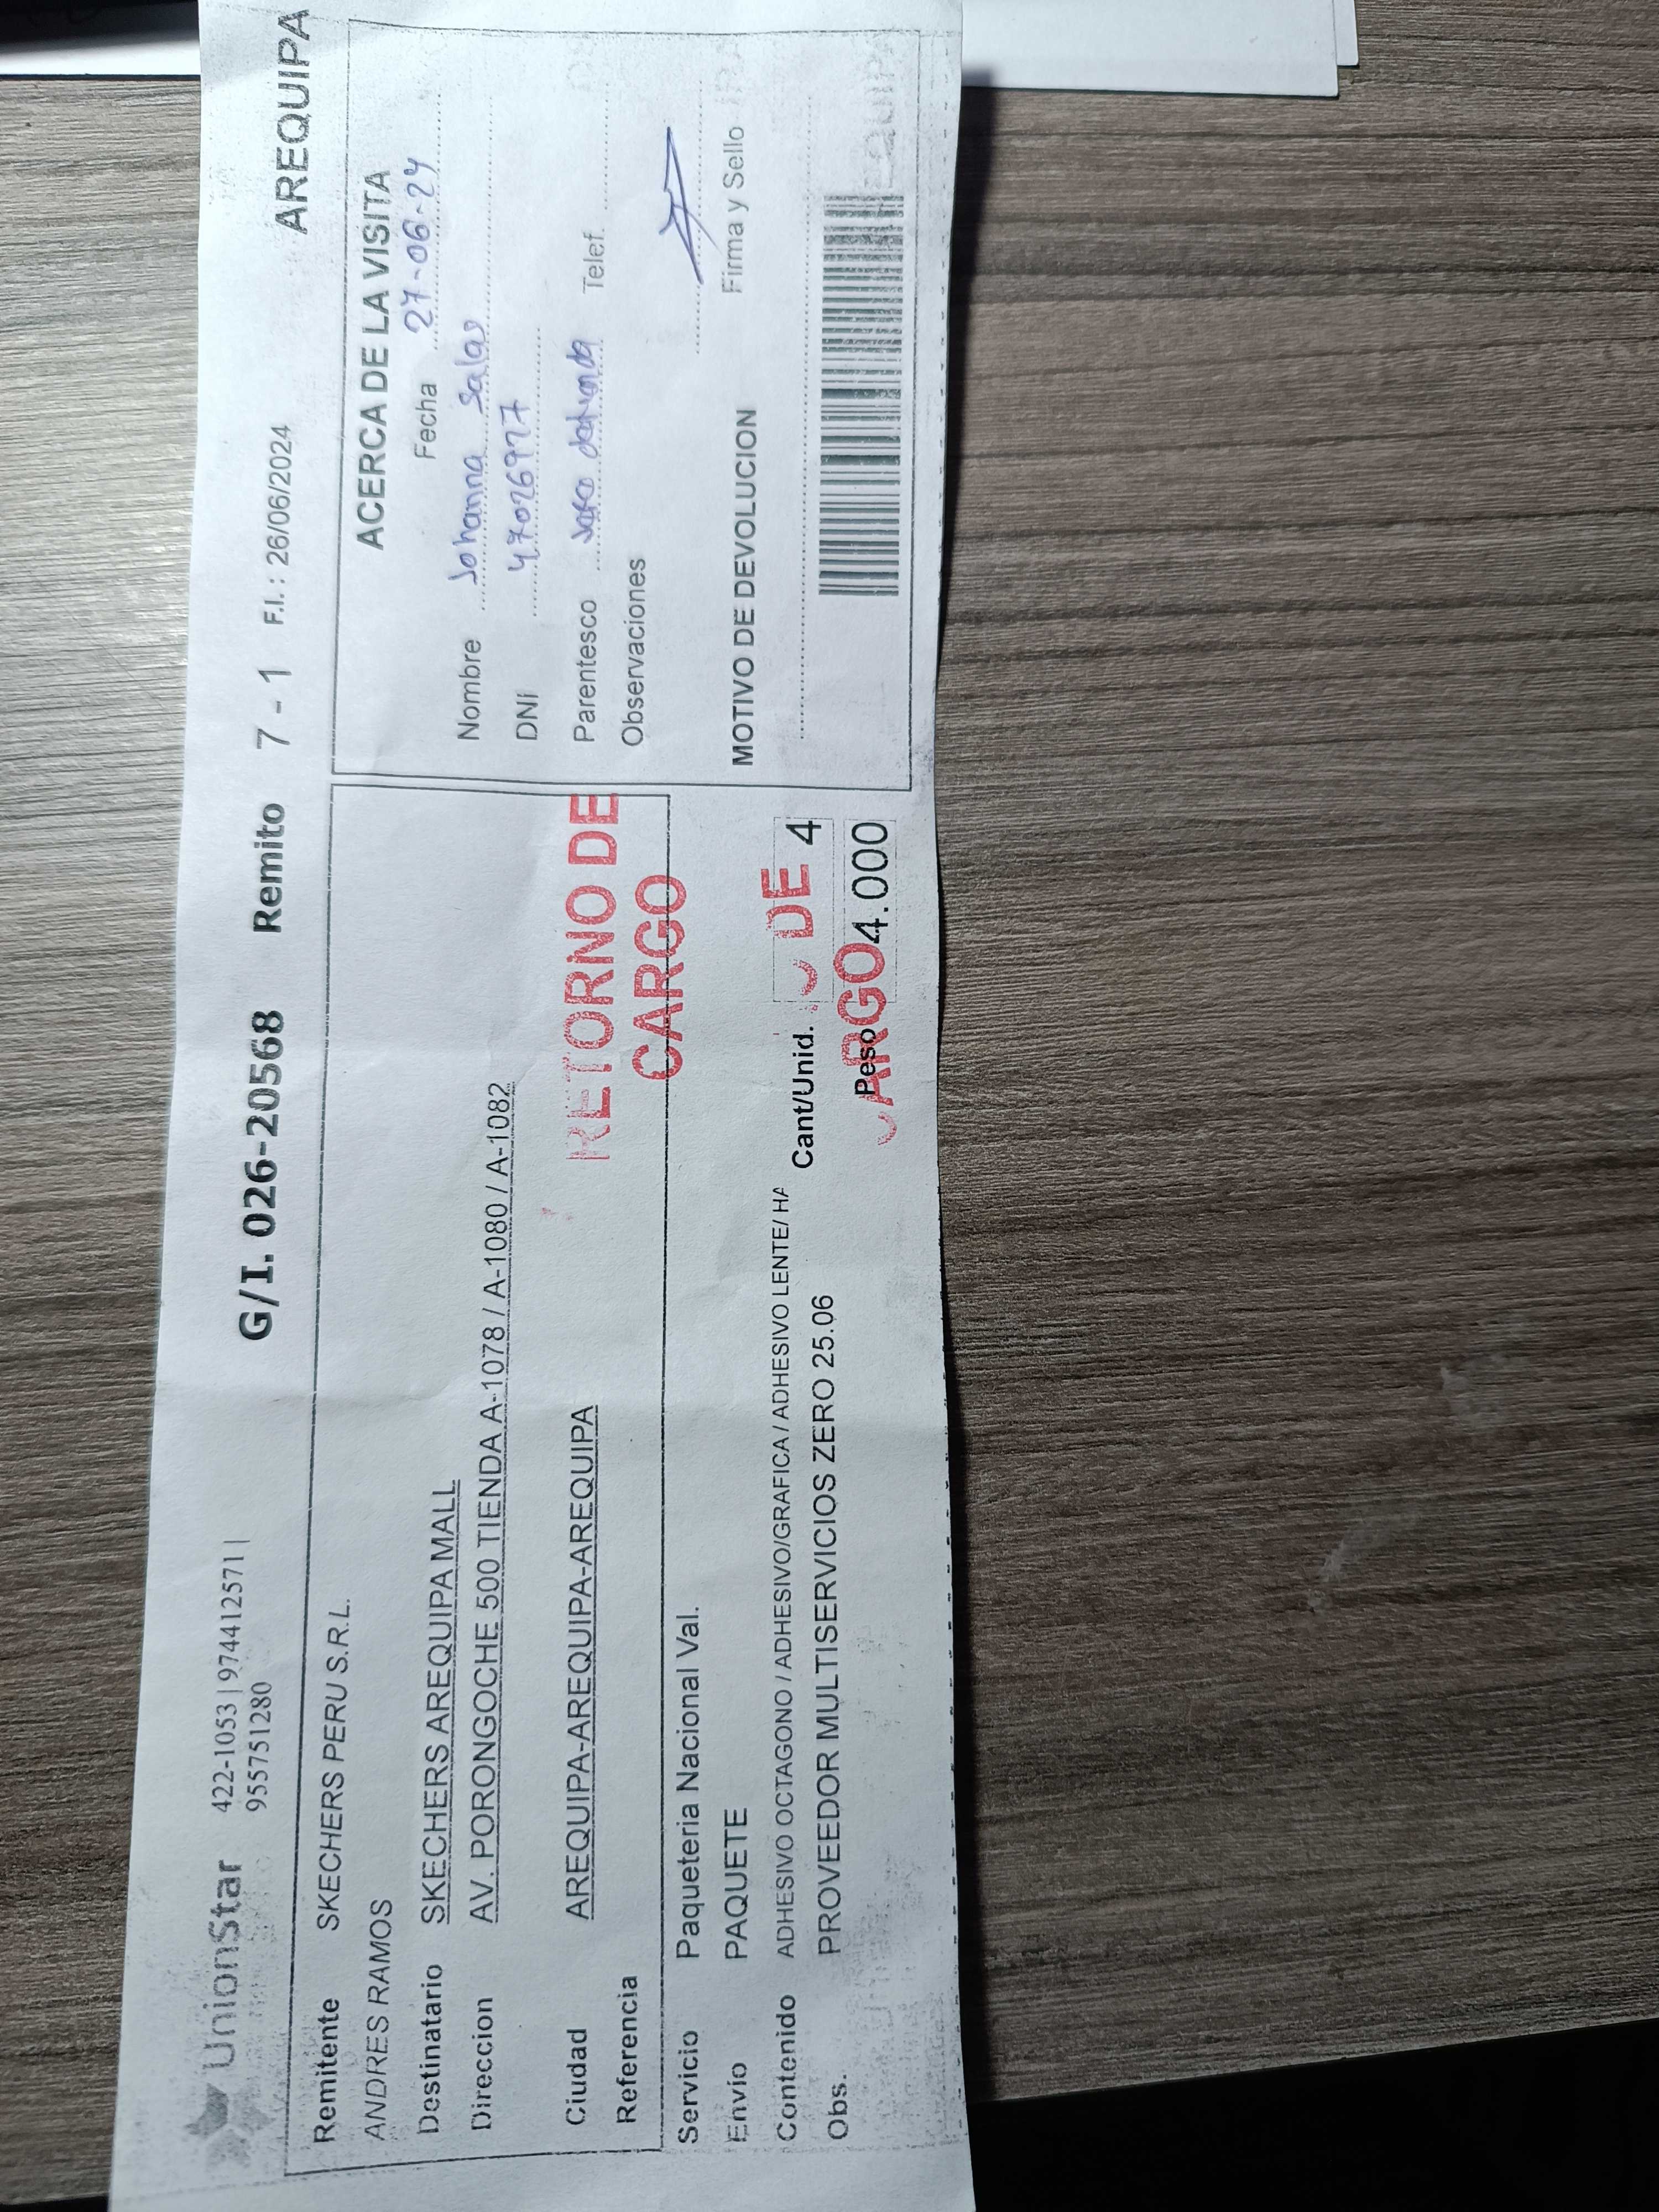 UnionStar 422-1053 | 974412571 |
955751280
G/I. 026-20568 Remito 7 - 1 F.I.: 26/06/2024 AREQUIPA
Remitente SKECHERS PERU S.R.L.
ANDRES RAMOS
Destinatario SKECHERS AREQUIPA MALL
Direccion AV. PORONGOCHE 500 TIENDA A-1078 / A-1080 / A-1082
Ciudad AREQUIPA-AREQUIPA-AREQUIPA
Referencia
RETORNO DE
CARGO
Servicio Paqueteria Nacional Val.
Envio PAQUETE
Contenido ADHESIVO OCTAGONO / ADHESIVO/GRAFICA / ADHESIVO LENTE/ HA
Obs. PROVEEDOR MULTISERVICIOS ZERO 25.06
Cant/Unid. 4
Peso 4.000
DE
ARGO
ACERCA DE LA VISITA
Fecha 27-06-24
Nombre Johanna Salas
DNI 47026977
Parentesco Telef.
Observaciones
Firma y Sello
MOTIVO DE DEVOLUCION